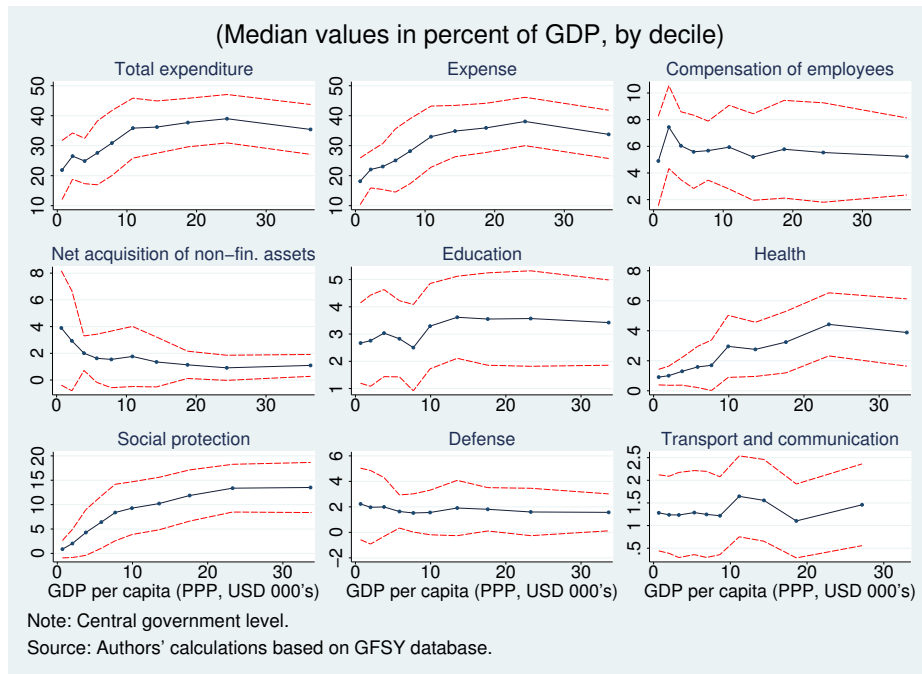 (Median values in percent of GDP, by decile)
Total expenditure
Expense
Compensation of employees
10 20 30 40 50
0 10 20 30
10 20 30 40 50
0 10 20 30
2 4 6 8 10
0 10 20 30
Net acquisition of non−fin. assets
Education
Health
0 2 4 6 8
0 10 20 30
1 2 3 4 5
0 10 20 30
0 2 4 6 8
0 10 20 30
Social protection
Defense
Transport and communication
0 5 10 15 20
0 10 20 30
−2 0 2 4 6
0 10 20 30
.5 1 1.5 2 2.5
0 10 20 30
GDP per capita (PPP, USD 000's)
GDP per capita (PPP, USD 000's)
GDP per capita (PPP, USD 000's)
Note: Central government level.
Source: Authors' calculations based on GFSY database.